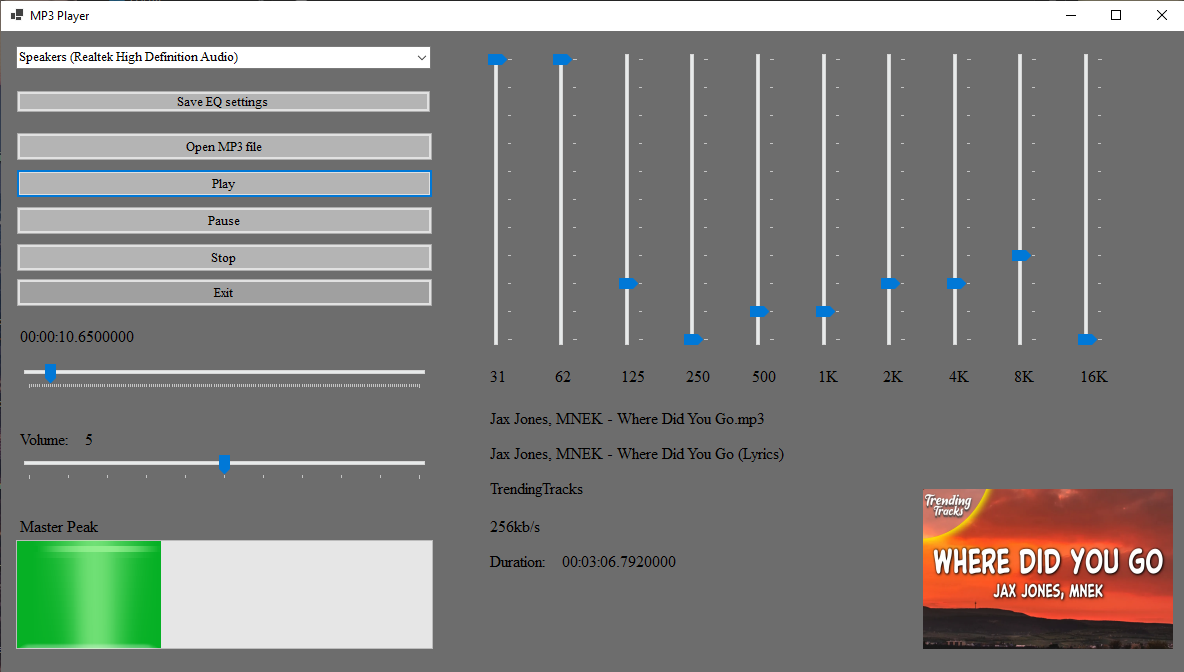 MP3 Player
Speakers (Realtek High Definition Audio)
Save EQ settings
Open MP3 file
Play
Pause
Stop
Exit
00:00:10.6500000
Volume: 5
Master Peak
31 62 125 250 500 1K 2K 4K 8K 16K
Jax Jones, MNEK - Where Did You Go.mp3
Jax Jones, MNEK - Where Did You Go (Lyrics)
TrendingTracks
256kb/s
Duration: 00:03:06.7920000
Trending
Tracks
WHERE DID YOU GO
JAX JONES, MNEK